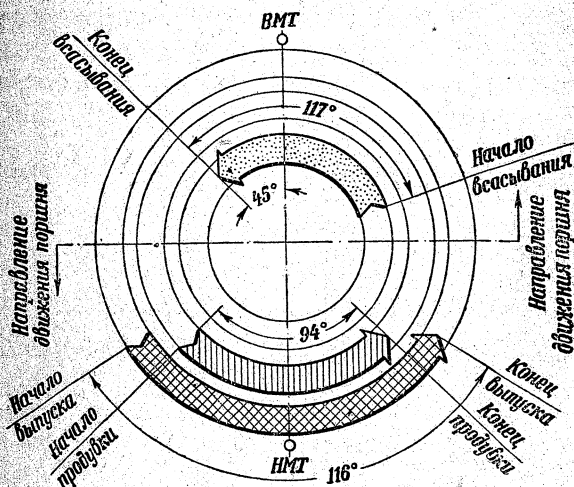 ВМТ
Конец
всасывания
117°
Начало
всасывания
45°
Направление
движения поршня
Направление
движения поршня
94°
Начало
выпуска
Начало
продувки
Конец
выпуска
Конец
продувки
НМТ
116°